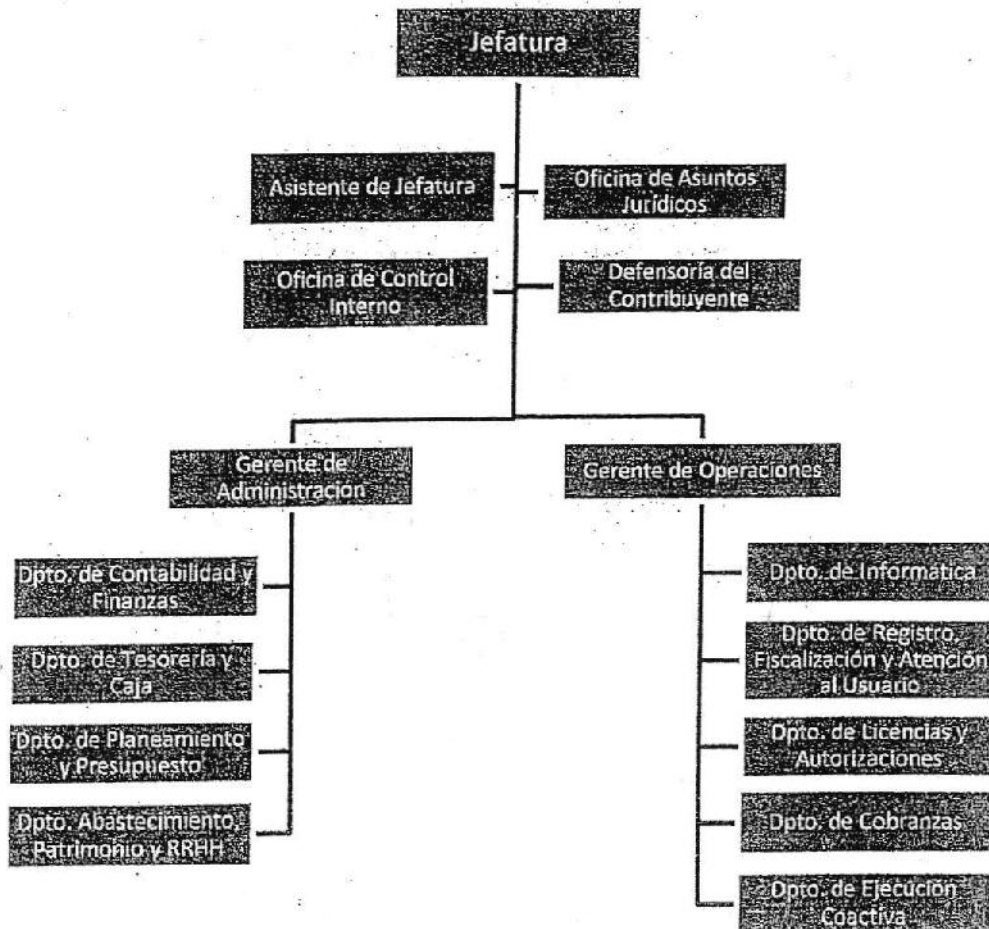 Jefatura
Asistente de Jefatura
Oficina de Asuntos
Jurídicos
Oficina de Control
Interno
Defensoría del
Contribuyente
Gerente de
Administracion
Gerente de Operaciones
Dpto. de Contabilidad y
Finanzas
Dpto. de Tesorería y
Caja
Dpto. de Planeamiento
y Presupuesto
Dpto. Abastecimiento,
Patrimonio y RRHH
Dpto. de Informatica
Dpto. de Registro,
Fiscalización y Atención
al Usuario
Dpto. de Licencias y
Autorizaciones
Dpto. de Cobranzas
Dpto. de Ejecución
Coactiva